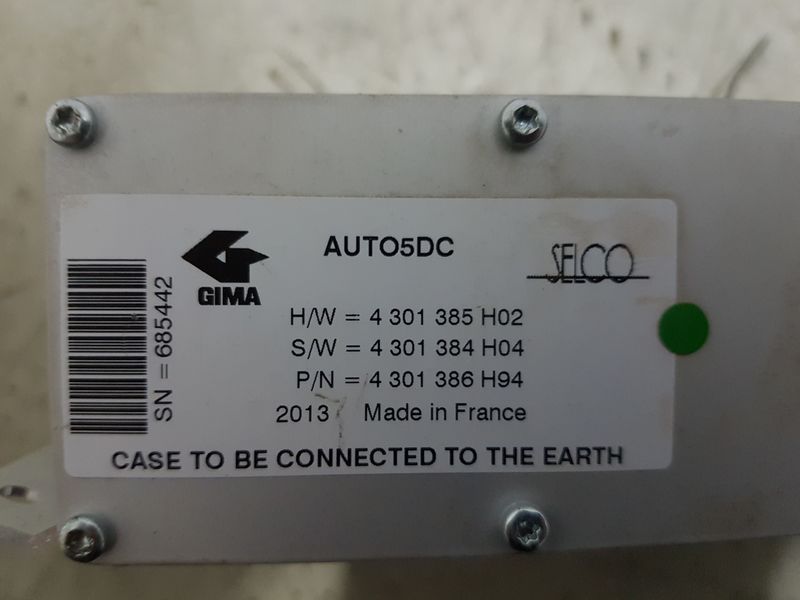 AUTO5DC
GIMA
SELCO
H/W = 4 301 385 H02
S/W = 4 301 384 H04
P/N = 4 301 386 H94
2013 Made in France
SN = 685442
CASE TO BE CONNECTED TO THE EARTH